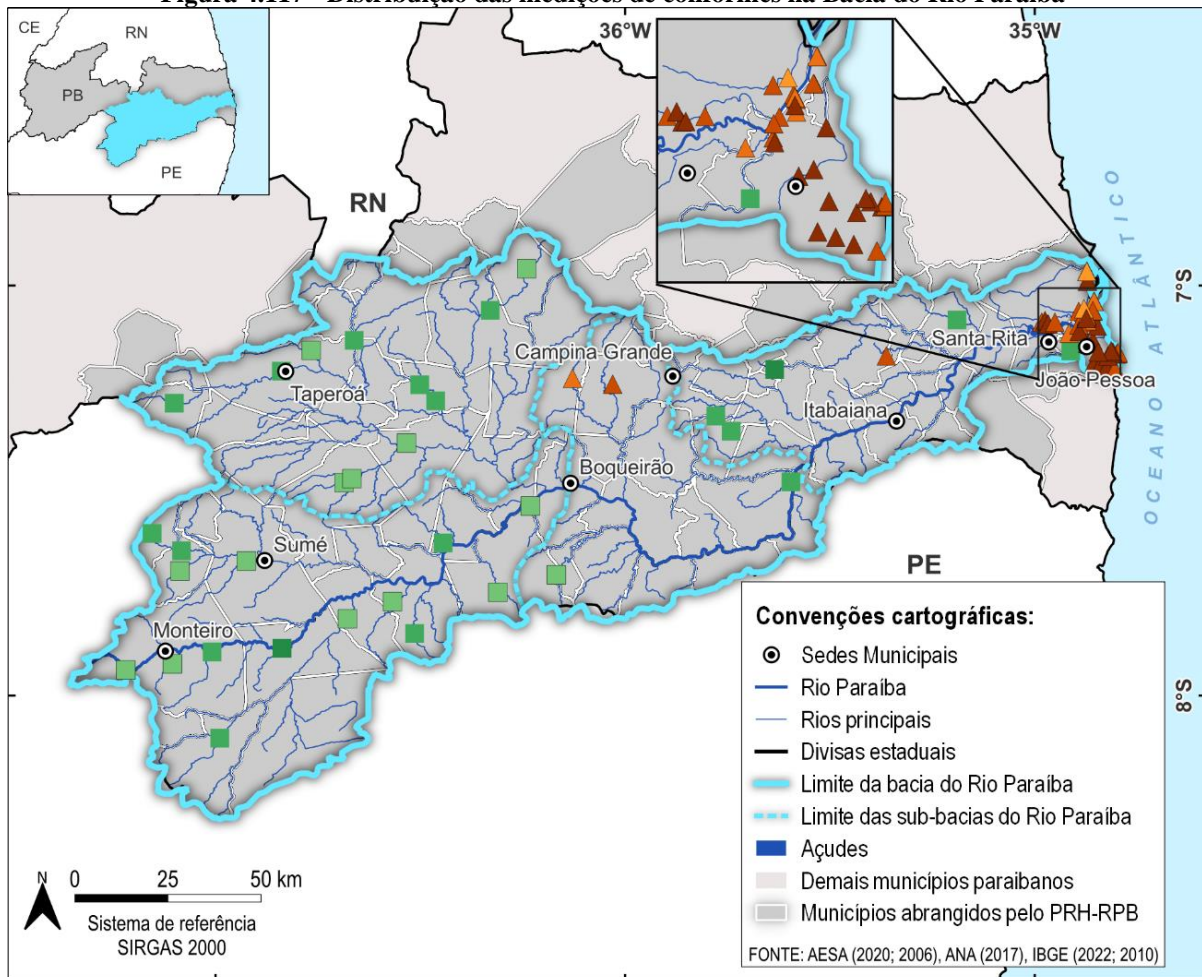 Figura 4.117 - Distribuição das medições de coliformes na Bacia do Rio Paraíba
36°W
35°W
CE
RN
PB
PE
RN
OCEANO ATLÂNTICO
7°S
Santa Rita
João Pessoa
Campina Grande
Taperoá
Itabaiana
Boqueirão
Sumé
PE
Monteiro
8°S
Convenções cartográficas:
Sedes Municipais
Rio Paraíba
Rios principais
Divisas estaduais
Limite da bacia do Rio Paraíba
Limite das sub-bacias do Rio Paraíba
Açudes
Demais municípios paraibanos
Municípios abrangidos pelo PRH-RPB
FONTE: AESA (2020; 2006), ANA (2017), IBGE (2022; 2010)
N
0 25 50 km
Sistema de referência
SIRGAS 2000